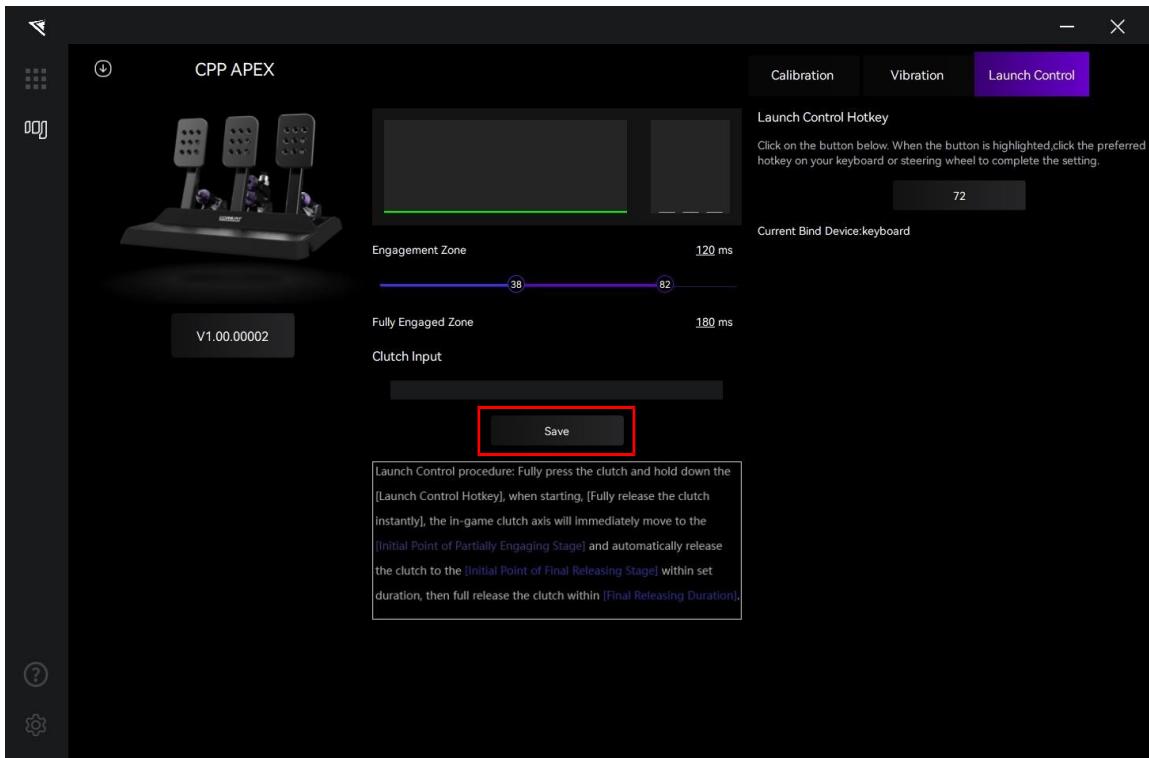 CPP APEX
V1.00.00002
Engagement Zone 120 ms
38 82
Fully Engaged Zone 180 ms
Clutch Input
Save
Launch Control procedure: Fully press the clutch and hold down the
[Launch Control Hotkey], when starting, [Fully release the clutch
instantly], the in-game clutch axis will immediately move to the
[Initial Point of Partially Engaging Stage] and automatically release
the clutch to the [Initial Point of Final Releasing Stage] within set
duration, then full release the clutch within [Final Releasing Duration].
Calibration Vibration Launch Control
Launch Control Hotkey
Click on the button below. When the button is highlighted,click the preferred
hotkey on your keyboard or steering wheel to complete the setting.
72
Current Bind Device:keyboard